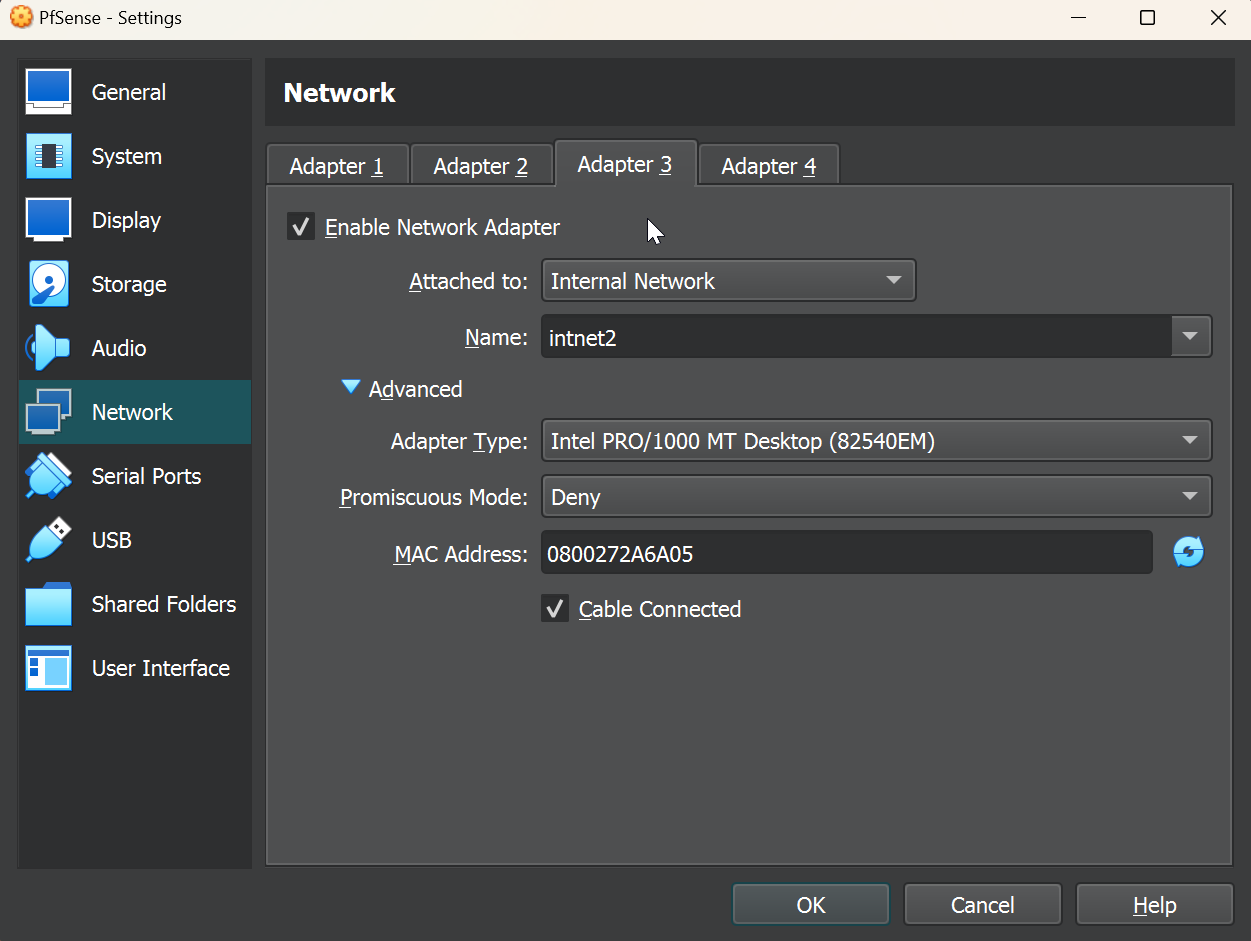 PfSense - Settings
General
System
Display
Storage
Audio
Network
Serial Ports
USB
Shared Folders
User Interface
Network
Adapter 1 Adapter 2 Adapter 3 Adapter 4
Enable Network Adapter
Attached to: Internal Network
Name: intnet2
Advanced
Adapter Type: Intel PRO/1000 MT Desktop (82540EM)
Promiscuous Mode: Deny
MAC Address: 0800272A6A05
Cable Connected
OK Cancel Help